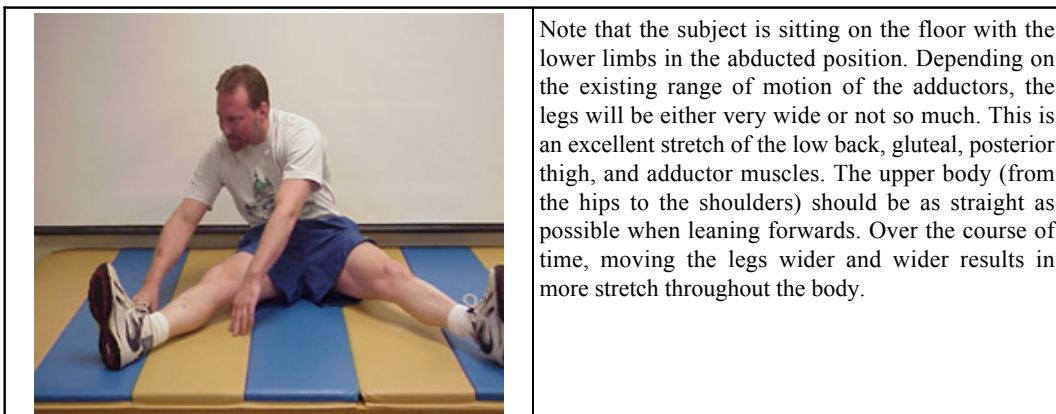 Note that the subject is sitting on the floor with the
lower limbs in the abducted position. Depending on
the existing range of motion of the adductors, the
legs will be either very wide or not so much. This is
an excellent stretch of the low back, gluteal, posterior
thigh, and adductor muscles. The upper body (from
the hips to the shoulders) should be as straight as
possible when leaning forwards. Over the course of
time, moving the legs wider and wider results in
more stretch throughout the body.